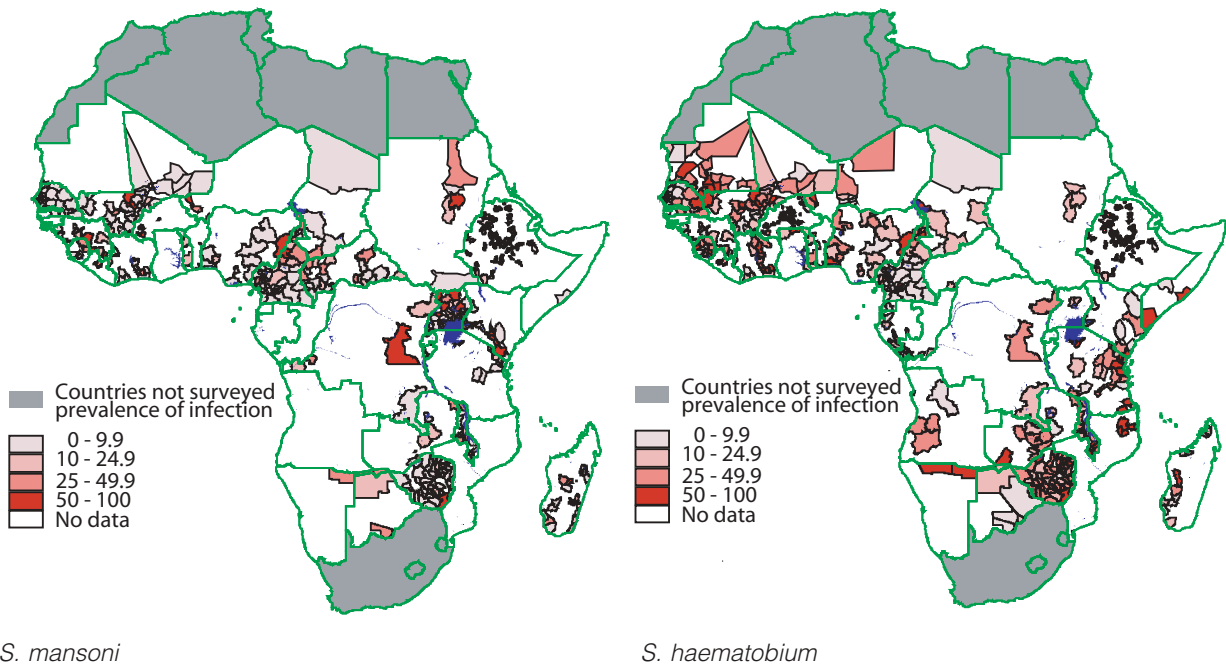 Countries not surveyed
prevalence of infection
0 - 9.9
10 - 24.9
25 - 49.9
50 - 100
No data
S. mansoni
Countries not surveyed
prevalence of infection
0 - 9.9
10 - 24.9
25 - 49.9
50 - 100
No data
S. haematobium